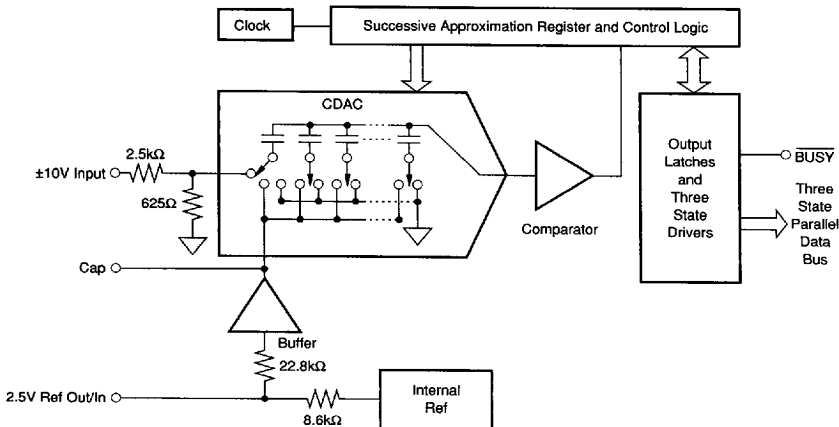 Clock
Successive Approximation Register and Control Logic
CDAC
2.5kΩ
±10V Input
625Ω
Comparator
Output
Latches
and
Three
State
Drivers
BUSY
Three
State
Parallel
Data
Bus
Cap
Buffer
22.8kΩ
2.5V Ref Out/In
8.6kΩ
Internal
Ref